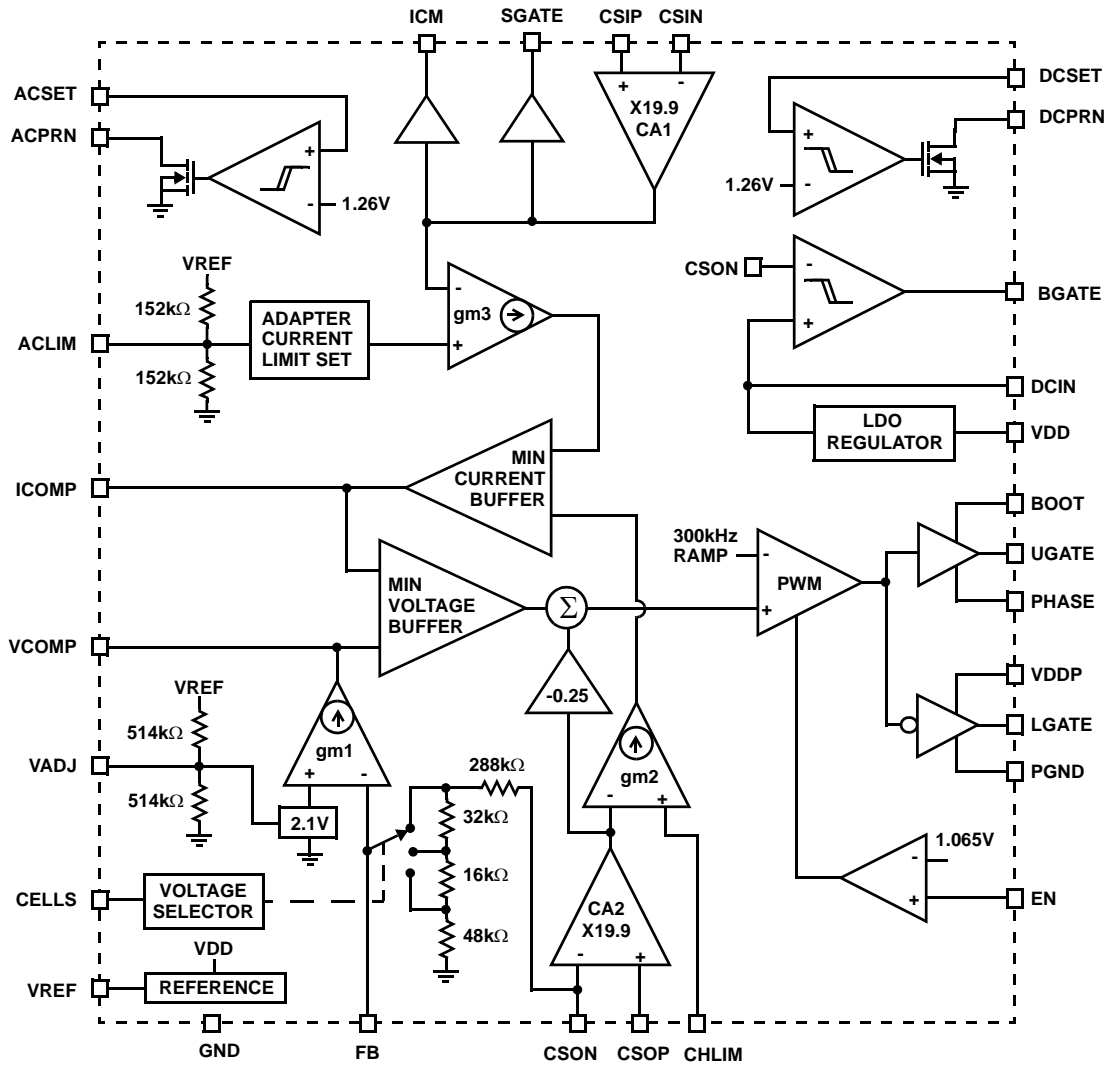 ICM
SGATE
CSIP
CSIN
ACSET
ACPRN
+
-
1.26V
+
-
X19.9
CA1
DCSET
DCPRN
+
-
1.26V
VREF
152kΩ
152kΩ
ACLIM
ADAPTER
CURRENT
LIMIT SET
-
gm3
+
CSON
-
+
BGATE
DCIN
LDO
REGULATOR
VDD
ICOMP
MIN
CURRENT
BUFFER
MIN
VOLTAGE
BUFFER
Σ
300kHz
RAMP
-
PWM
+
BOOT
UGATE
PHASE
VCOMP
VREF
514kΩ
514kΩ
VADJ
gm1
+
-
2.1V
-0.25
gm2
-
+
VDDP
LGATE
PGND
288kΩ
32kΩ
16kΩ
48kΩ
CELLS
VOLTAGE
SELECTOR
CA2
X19.9
-
+
1.065V
-
+
EN
VDD
VREF
REFERENCE
GND
FB
CSON
CSOP
CHLIM